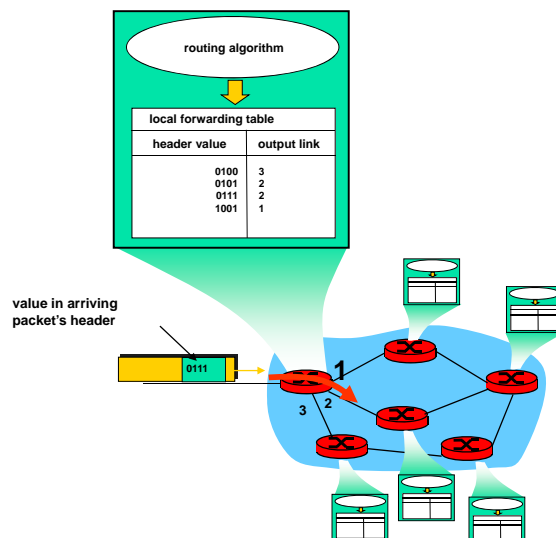 routing algorithm
local forwarding table
header value output link
0100 3
0101 2
0111 2
1001 1
value in arriving
packet's header
0111
1
2
3